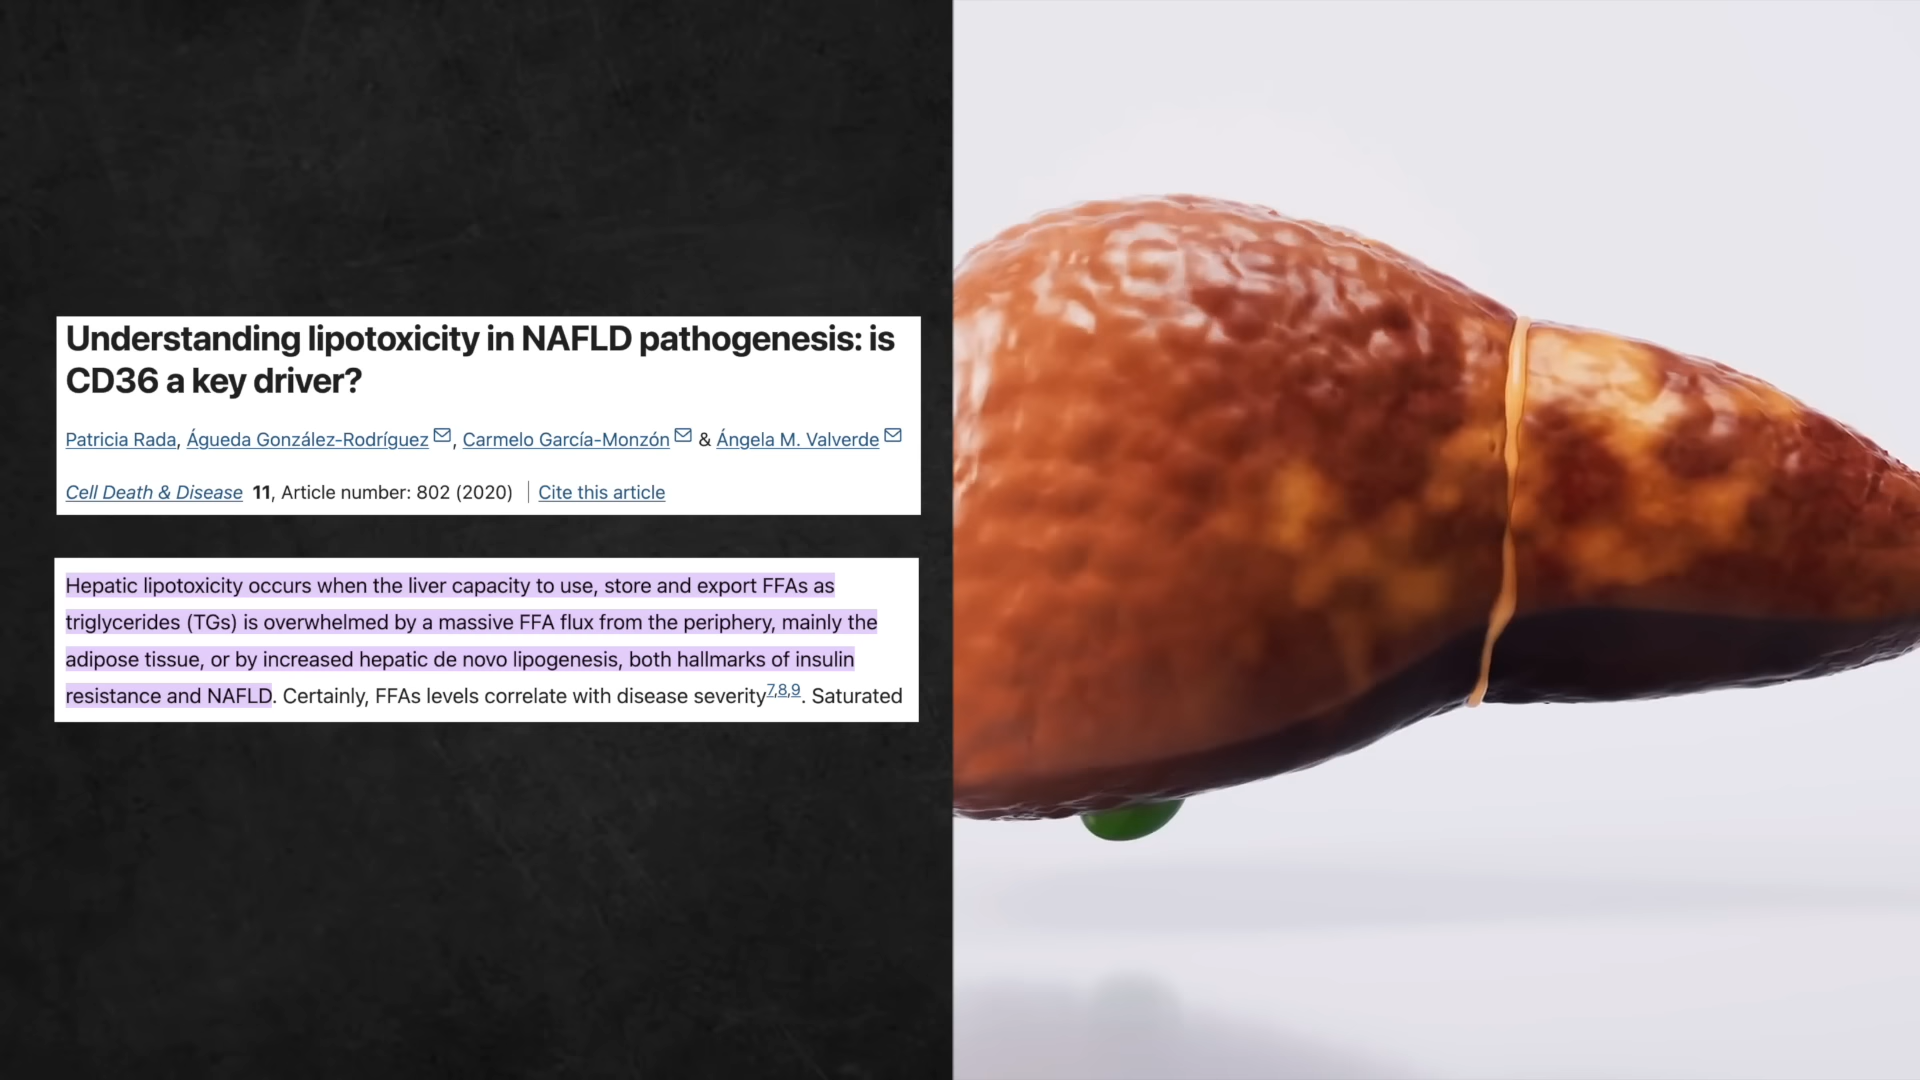 Understanding lipotoxicity in NAFLD pathogenesis: is
CD36 a key driver?
Patricia Rada, Águeda González-Rodríguez, Carmelo García-Monzón & Ángela M. Valverde
Cell Death & Disease 11, Article number: 802 (2020) | Cite this article
Hepatic lipotoxicity occurs when the liver capacity to use, store and export FFAs as
triglycerides (TGs) is overwhelmed by a massive FFA flux from the periphery, mainly the
adipose tissue, or by increased hepatic de novo lipogenesis, both hallmarks of insulin
resistance and NAFLD. Certainly, FFAs levels correlate with disease severity7,8,9. Saturated